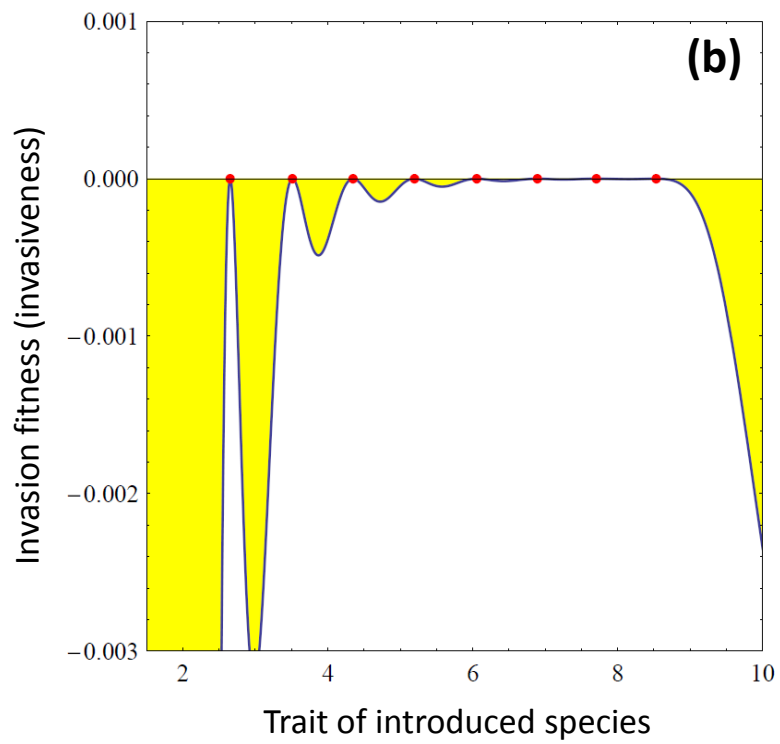 (b)
0.001
0.000
−0.001
−0.002
−0.003
Invasion fitness (invasiveness)
2 4 6 8 10
Trait of introduced species